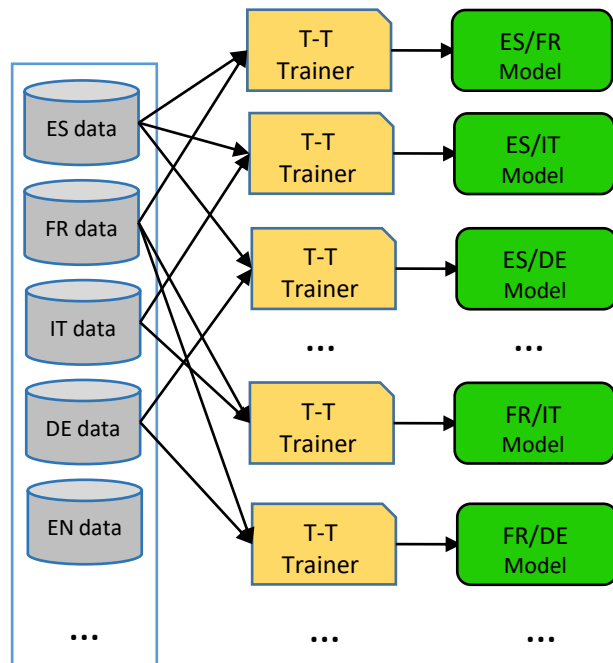 ES data
FR data
IT data
DE data
EN data
...
T-T
Trainer
T-T
Trainer
T-T
Trainer
...
T-T
Trainer
T-T
Trainer
...
ES/FR
Model
ES/IT
Model
ES/DE
Model
...
FR/IT
Model
FR/DE
Model
...